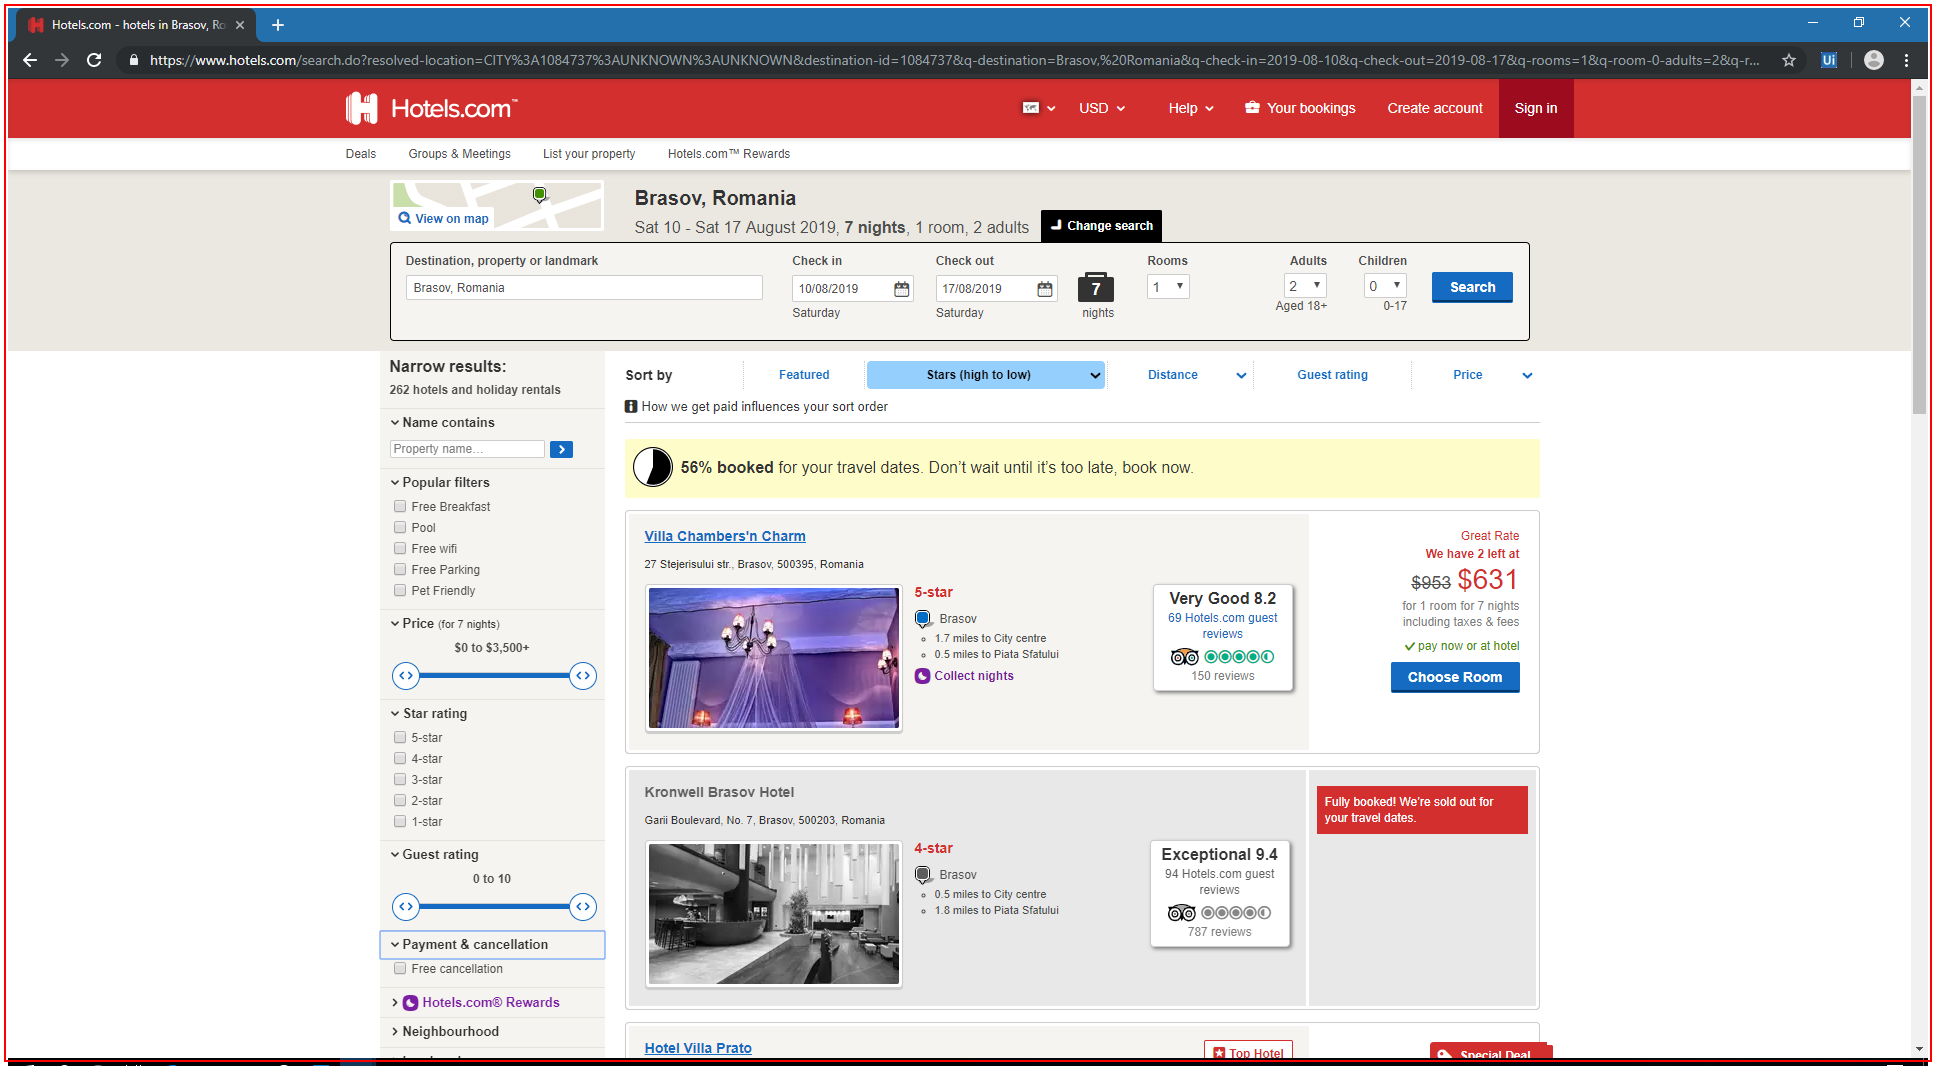 Hotels.com - hotels in Brasov, Ro
https://www.hotels.com/search.do?resolved-location=CITY%3A1084737%3AUNKNOWN%3AUNKNOWN&destination-id=1084737&q-destination=Brasov,%20Romania&q-check-in=2019-08-10&q-check-out=2019-08-17&q-rooms=1&q-room-0-adults=2&q-r...
Ui
Hotels.com™
USD
Help
Your bookings
Create account
Sign in
Deals
Groups & Meetings
List your property
Hotels.com™ Rewards
View on map
Brasov, Romania
Sat 10 - Sat 17 August 2019, 7 nights, 1 room, 2 adults
Change search
Destination, property or landmark
Brasov, Romania
Check in
10/08/2019
Saturday
Check out
17/08/2019
Saturday
7
nights
Rooms
1
Adults
2
Aged 18+
Children
0
0-17
Search
Narrow results:
262 hotels and holiday rentals
Name contains
Property name...
Popular filters
Free Breakfast
Pool
Free wifi
Free Parking
Pet Friendly
Price (for 7 nights)
$0 to $3,500+
Star rating
5-star
4-star
3-star
2-star
1-star
Guest rating
0 to 10
Payment & cancellation
Free cancellation
Hotels.com® Rewards
Neighbourhood
Sort by
Featured
Stars (high to low)
Distance
Guest rating
Price
How we get paid influences your sort order
56% booked for your travel dates. Don't wait until it's too late, book now.
Villa Chambers'n Charm
27 Stejerisului str., Brasov, 500395, Romania
5-star
Brasov
1.7 miles to City centre
0.5 miles to Piata Sfatului
Collect nights
Very Good 8.2
69 Hotels.com guest
reviews
150 reviews
Great Rate
We have 2 left at
$953 $631
for 1 room for 7 nights
including taxes & fees
pay now or at hotel
Choose Room
Kronwell Brasov Hotel
Garii Boulevard, No. 7, Brasov, 500203, Romania
4-star
Brasov
0.5 miles to City centre
1.8 miles to Piata Sfatului
Exceptional 9.4
94 Hotels.com guest
reviews
787 reviews
Fully booked! We're sold out for
your travel dates.
Hotel Villa Prato
Top Hotel
Special Deal